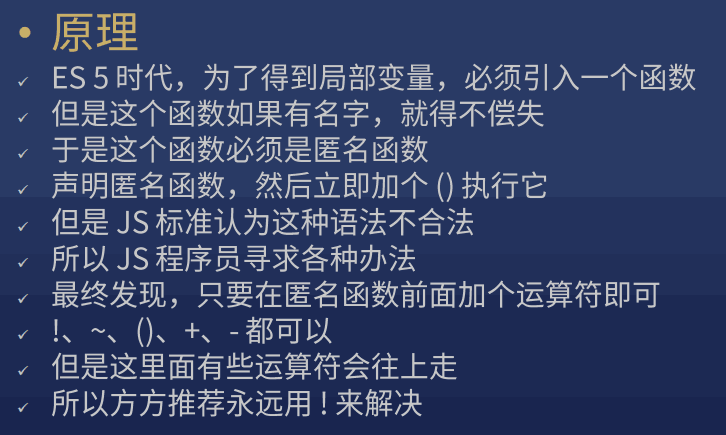 原理
ES 5 时代，为了得到局部变量，必须引入一个函数
但是这个函数如果有名字，就得不偿失
于是这个函数必须是匿名函数
声明匿名函数，然后立即加个 () 执行它
但是 JS 标准认为这种语法不合法
所以 JS 程序员寻求各种办法
最终发现，只要在匿名函数前面加个运算符即可
!、~、()、+、- 都可以
但是这里面有些运算符会往上走
所以方方推荐永远用 ! 来解决